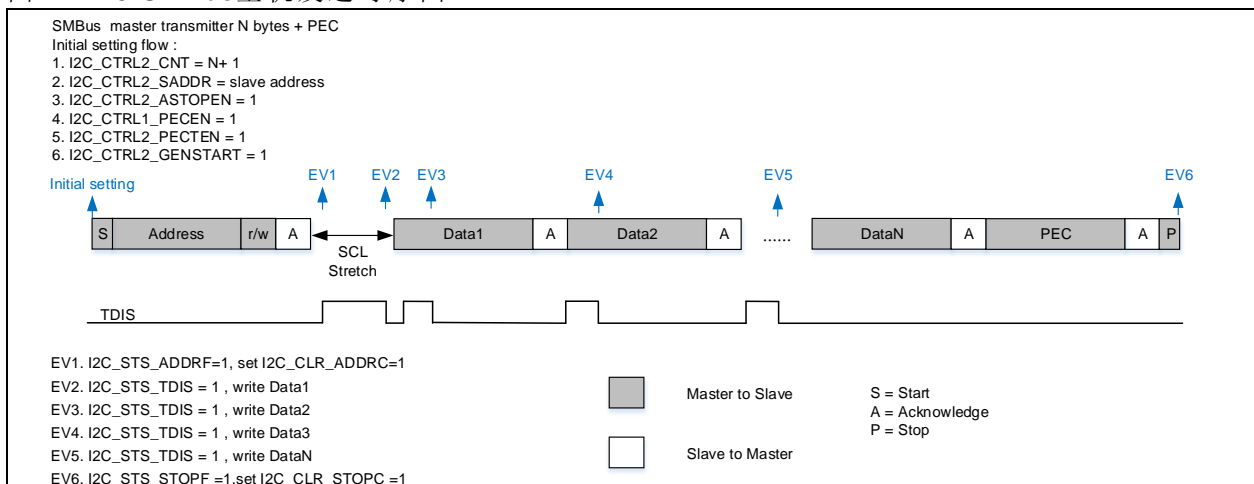 SMBus master transmitter N bytes + PEC
Initial setting flow :
1. I2C_CTRL2_CNT = N+ 1
2. I2C_CTRL2_SADDR = slave address
3. I2C_CTRL2_ASTOPEN = 1
4. I2C_CTRL1_PECEN = 1
5. I2C_CTRL2_PECTEN = 1
6. I2C_CTRL2_GENSTART = 1
Initial setting EV1 EV2 EV3 EV4 EV5 EV6
S Address r/w A Data1 A Data2 A ...... DataN A PEC A P
SCL
Stretch
TDIS
EV1. I2C_STS_ADDRF=1, set I2C_CLR_ADDRC=1
EV2. I2C_STS_TDIS = 1 , write Data1
EV3. I2C_STS_TDIS = 1 , write Data2
EV4. I2C_STS_TDIS = 1 , write Data3
EV5. I2C_STS_TDIS = 1 , write DataN
EV6. I2C_STS_STOPF =1,set I2C_CLR_STOPC =1
Master to Slave
Slave to Master
S = Start
A = Acknowledge
P = Stop